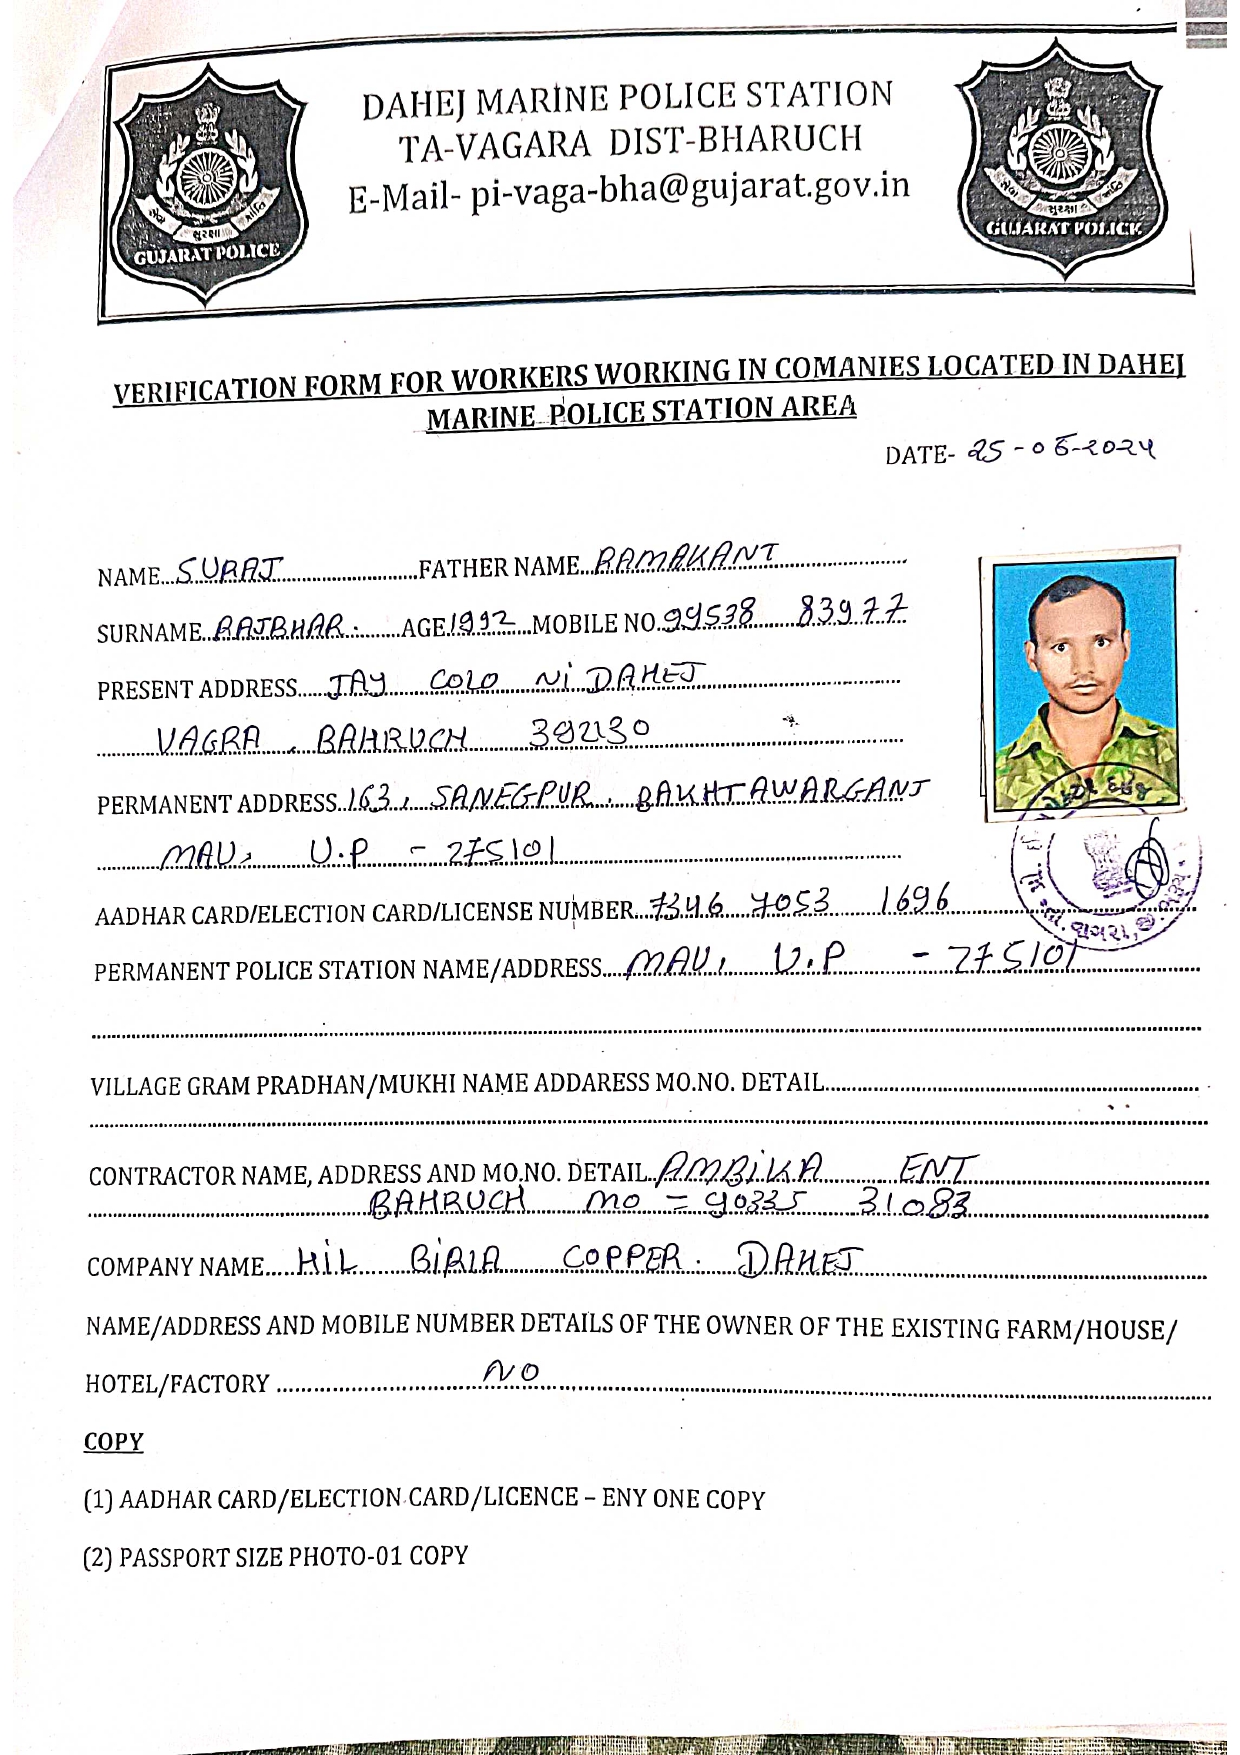 DAHEJ MARINE POLICE STATION
TA-VAGARA DIST-BHARUCH
E-Mail- pi-vaga-bha@gujarat.gov.in
સેવા સુરક્ષા શાંતિ
GUJARAT POLICE
સેવા સુરક્ષા શાંતિ
GUJARAT POLICE
VERIFICATION FORM FOR WORKERS WORKING IN COMANIES LOCATED IN DAHEJ
MARINE POLICE STATION AREA
DATE- 25-06-2024
NAME SURAJ FATHER NAME RAMAKANT
SURNAME RAJBHAR. AGE 1992 MOBILE NO. 99538 83977
PRESENT ADDRESS JAY COLO Ni DAHEJ
VAGRA, BAHRUCH 392130
PERMANENT ADDRESS 163, SANEGPUR, BAKHTAWARGANJ
MAU, U.P - 275101
AADHAR CARD/ELECTION CARD/LICENSE NUMBER 7346 7053 1696
PERMANENT POLICE STATION NAME/ADDRESS MAU, U.P - 275101
VILLAGE GRAM PRADHAN/MUKHI NAME ADDARESS MO.NO. DETAIL
CONTRACTOR NAME, ADDRESS AND MO.NO. DETAIL AMBiKA ENT
BAHRUCH MO = 90335 31083
COMPANY NAME HiL BiRlA COPPER. DAHEJ
NAME/ADDRESS AND MOBILE NUMBER DETAILS OF THE OWNER OF THE EXISTING FARM/HOUSE/
HOTEL/FACTORY NO
COPY
(1) AADHAR CARD/ELECTION CARD/LICENCE – ENY ONE COPY
(2) PASSPORT SIZE PHOTO-01 COPY